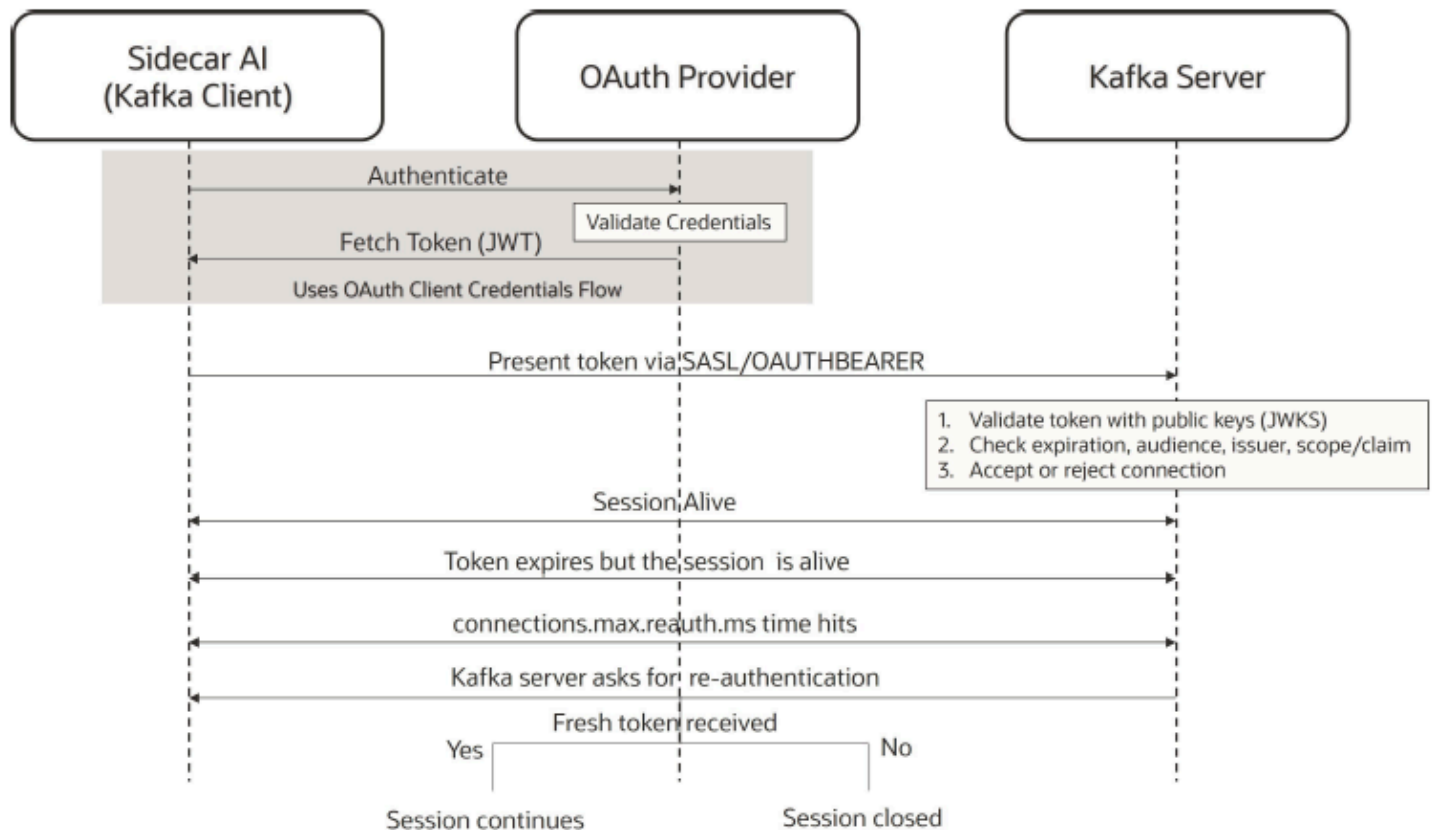 Sidecar AI
(Kafka Client)
OAuth Provider
Kafka Server
Authenticate
Validate Credentials
Fetch Token (JWT)
Uses OAuth Client Credentials Flow
Present token via SASL/OAUTHBEARER
1. Validate token with public keys (JWKS)
2. Check expiration, audience, issuer, scope/claim
3. Accept or reject connection
Session Alive
Token expires but the session is alive
connections.max.reauth.ms time hits
Kafka server asks for re-authentication
Fresh token received
Yes
No
Session continues
Session closed